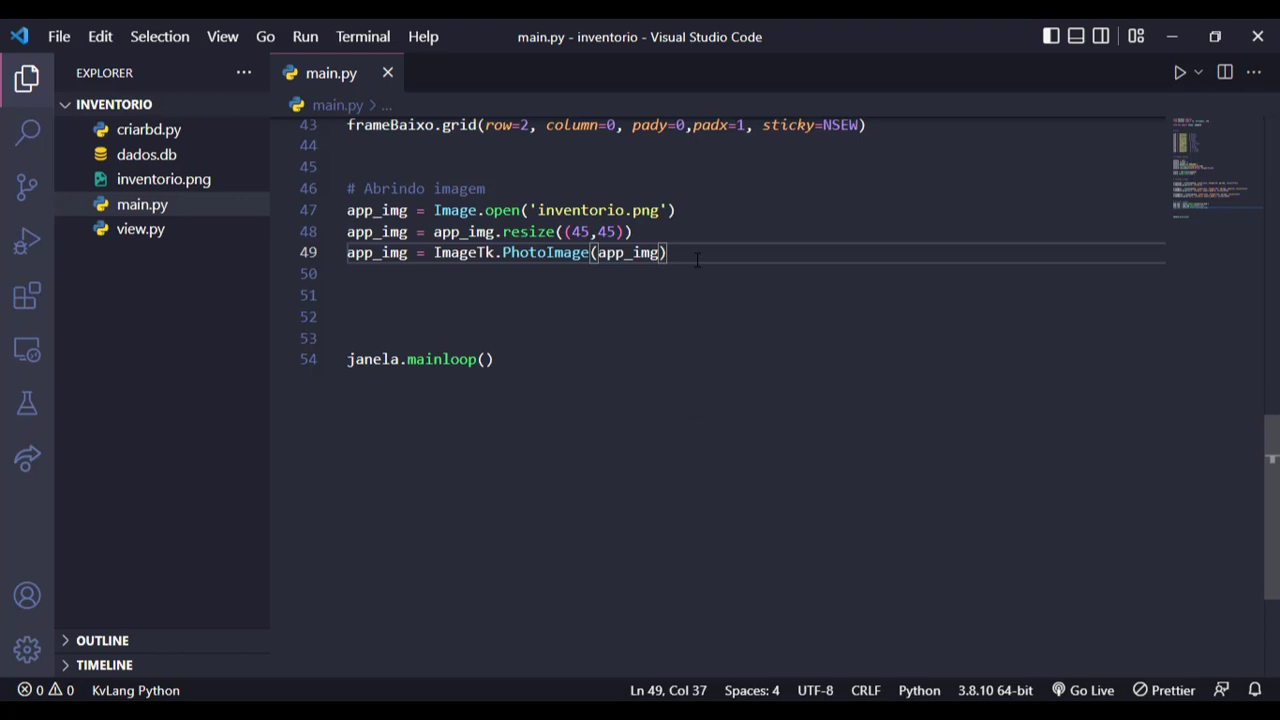 File Edit Selection View Go Run Terminal Help main.py - inventorio - Visual Studio Code
EXPLORER ··· main.py
INVENTORIO main.py > ...
criarbd.py
dados.db
inventorio.png
main.py
view.py
43 frameBaixo.grid(row=2, column=0, pady=0,padx=1, sticky=NSEW)
44
45
46 # Abrindo imagem
47 app_img = Image.open('inventorio.png')
48 app_img = app_img.resize((45,45))
49 app_img = ImageTk.PhotoImage(app_img)
50
51
52
53
54 janela.mainloop()
OUTLINE
TIMELINE
0 0 KvLang Python Ln 49, Col 37 Spaces: 4 UTF-8 CRLF Python 3.8.10 64-bit Go Live Prettier